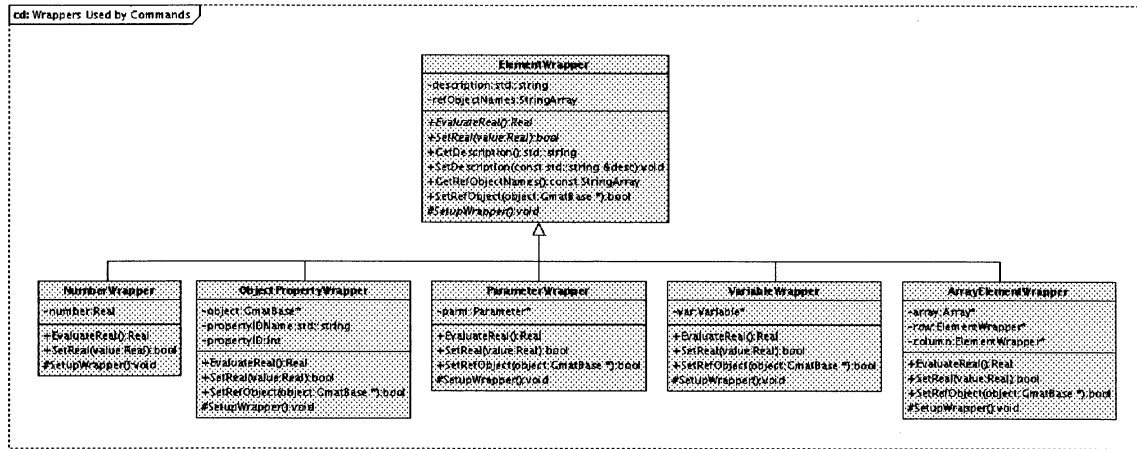 cd: Wrappers Used by Commands
ElementWrapper
-description: std::string
-refObjectNames:StringArray
+EvaluateReal():Real
+SetReal(value:Real):bool
+GetDescription(): std::string
+SetDescription(const std::string &desc):void
+GetRefObjectNames():const StringArray
+SetRefObject(object:GmatBase *):bool
#SetupWrapper():void
NumberWrapper
-number:Real
+EvaluateReal():Real
+SetReal(value:Real):bool
#SetupWrapper():void
ObjectPropertyWrapper
-object:GmatBase*
-propertyIDName:std::string
-propertyID:Int
+EvaluateReal():Real
+SetReal(value:Real):bool
+SetRefObject(object:GmatBase *):bool
#SetupWrapper():void
ParameterWrapper
-parm:Parameter*
+EvaluateReal():Real
+SetReal(value:Real):bool
+SetRefObject(object:GmatBase *):bool
#SetupWrapper():void
VariableWrapper
-var:Variable*
+EvaluateReal():Real
+SetReal(value:Real):bool
+SetRefObject(object:GmatBase *):bool
#SetupWrapper():void
ArrayElementWrapper
-array:Array*
-row:ElementWrapper*
-column:ElementWrapper*
+EvaluateReal():Real
+SetReal(value:Real):bool
+SetRefObject(object:GmatBase *):bool
#SetupWrapper():void